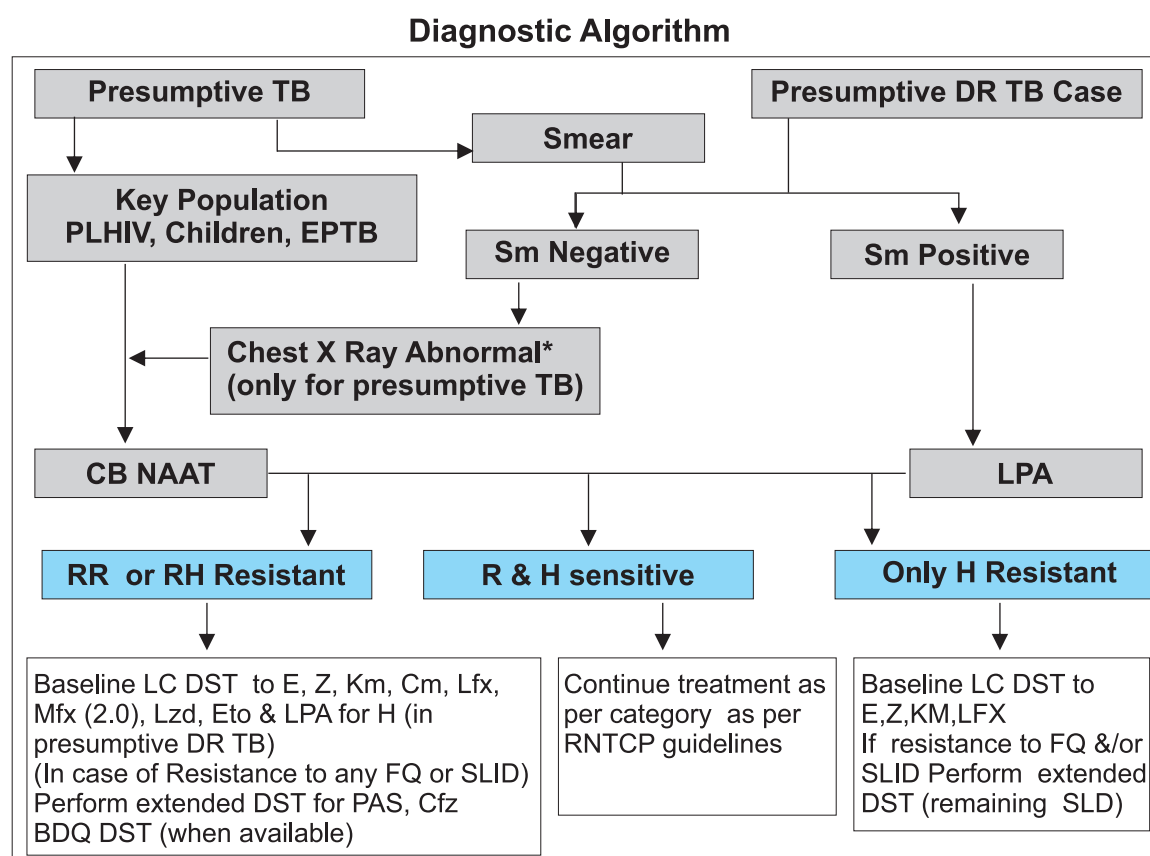 Diagnostic Algorithm
Presumptive TB
Presumptive DR TB Case
Smear
Key Population
PLHIV, Children, EPTB
Sm Negative
Sm Positive
Chest X Ray Abnormal*
(only for presumptive TB)
CB NAAT
LPA
RR or RH Resistant
R & H sensitive
Only H Resistant
Baseline LC DST to E, Z, Km, Cm, Lfx,
Mfx (2.0), Lzd, Eto & LPA for H (in
presumptive DR TB)
(In case of Resistance to any FQ or SLID)
Perform extended DST for PAS, Cfz
BDQ DST (when available)
Continue treatment as
per category as per
RNTCP guidelines
Baseline LC DST to
E,Z,KM,LFX
If resistance to FQ &/or
SLID Perform extended
DST (remaining SLD)